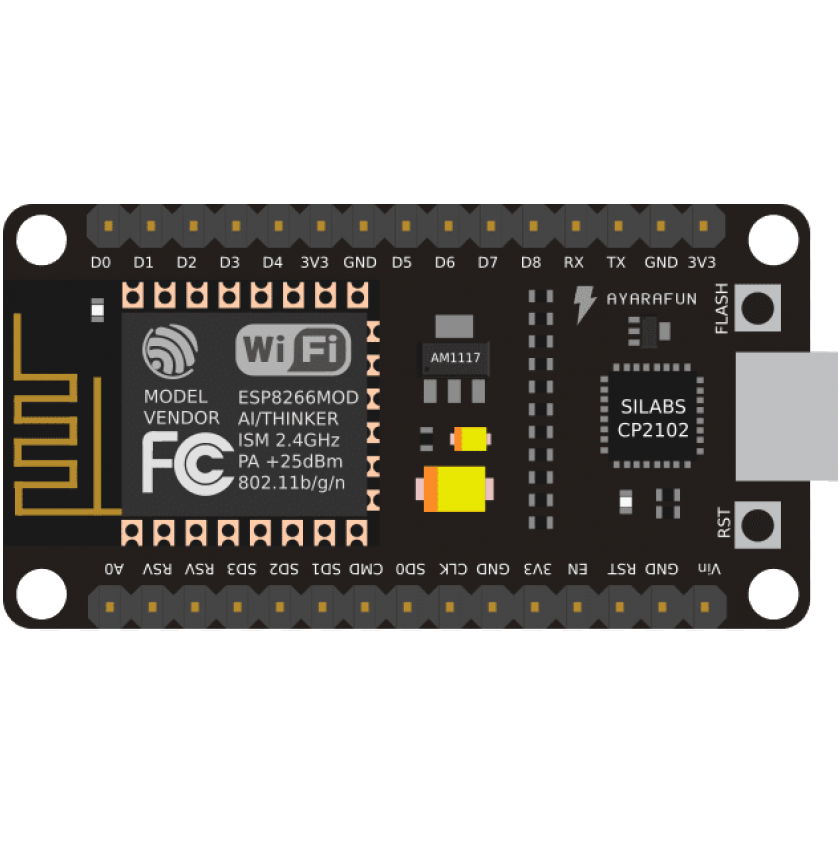 D0 D1 D2 D3 D4 3V3 GND D5 D6 D7 D8 RX TX GND 3V3
AYARAFUN
FLASH
WiFi
AM1117
MODEL
VENDOR
FC
ESP8266MOD
AI/THINKER
ISM 2.4GHz
PA +25dBm
802.11b/g/n
SILABS
CP2102
RST
A0 RSV RSV SD3 SD2 SD1 CMD SD0 CLK GND 3V3 EN RST GND Vin